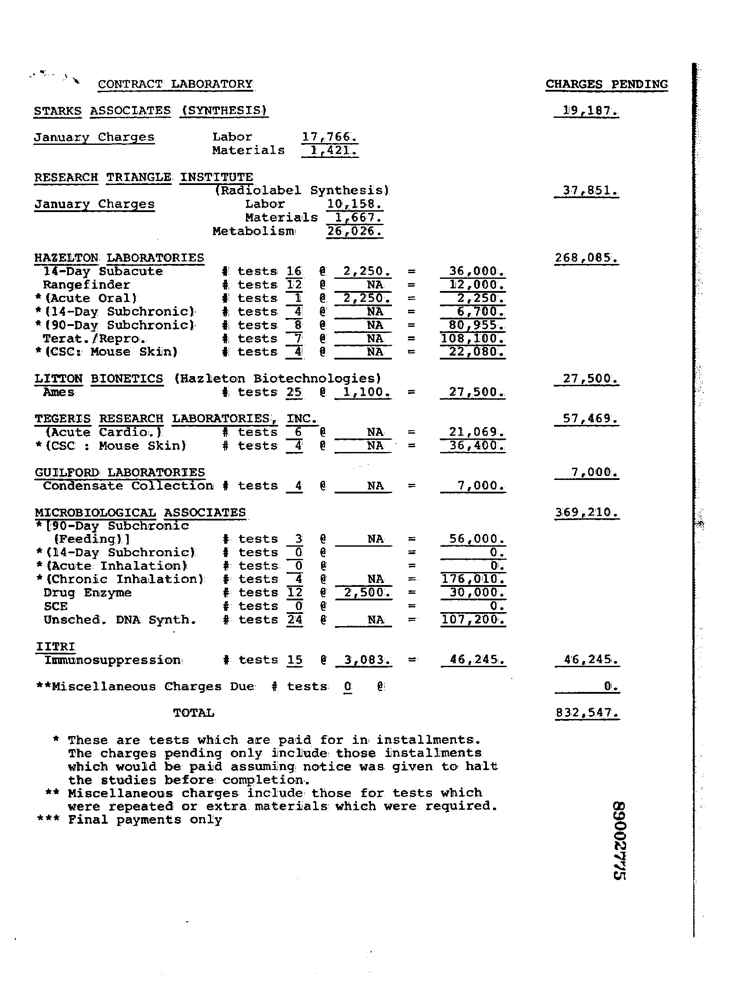 CONTRACT LABORATORY CHARGES PENDING
STARKS ASSOCIATES (SYNTHESIS) 19,187.
January Charges Labor 17,766.
Materials 1,421.
RESEARCH TRIANGLE INSTITUTE
(Radiolabel Synthesis) 37,851.
January Charges Labor 10,158.
Materials 1,667.
Metabolism 26,026.
HAZELTON LABORATORIES 268,085.
14-Day Subacute # tests 16 @ 2,250. = 36,000.
Rangefinder # tests 12 @ NA = 12,000.
*(Acute Oral) # tests 1 @ 2,250. = 2,250.
*(14-Day Subchronic) # tests 4 @ NA = 6,700.
*(90-Day Subchronic) # tests 8 @ NA = 80,955.
Terat./Repro. # tests 7 @ NA = 108,100.
*(CSC: Mouse Skin) # tests 4 @ NA = 22,080.
LITTON BIONETICS (Hazleton Biotechnologies) 27,500.
Ames # tests 25 @ 1,100. = 27,500.
TEGERIS RESEARCH LABORATORIES, INC. 57,469.
(Acute Cardio.) # tests 6 @ NA = 21,069.
*(CSC : Mouse Skin) # tests 4 @ NA = 36,400.
GUILFORD LABORATORIES 7,000.
Condensate Collection # tests 4 @ NA = 7,000.
MICROBIOLOGICAL ASSOCIATES 369,210.
*[90-Day Subchronic
(Feeding)] # tests 3 @ NA = 56,000.
*(14-Day Subchronic) # tests 0 @ = 0.
*(Acute Inhalation) # tests 0 @ = 0.
*(Chronic Inhalation) # tests 4 @ NA = 176,010.
Drug Enzyme # tests 12 @ 2,500. = 30,000.
SCE # tests 0 @ = 0.
Unsched. DNA Synth. # tests 24 @ NA = 107,200.
IITRI
Immunosuppression # tests 15 @ 3,083. = 46,245. 46,245.
**Miscellaneous Charges Due # tests 0 @ 0.
TOTAL 832,547.
* These are tests which are paid for in installments.
The charges pending only include those installments
which would be paid assuming notice was given to halt
the studies before completion.
** Miscellaneous charges include those for tests which
were repeated or extra materials which were required.
*** Final payments only
89002775